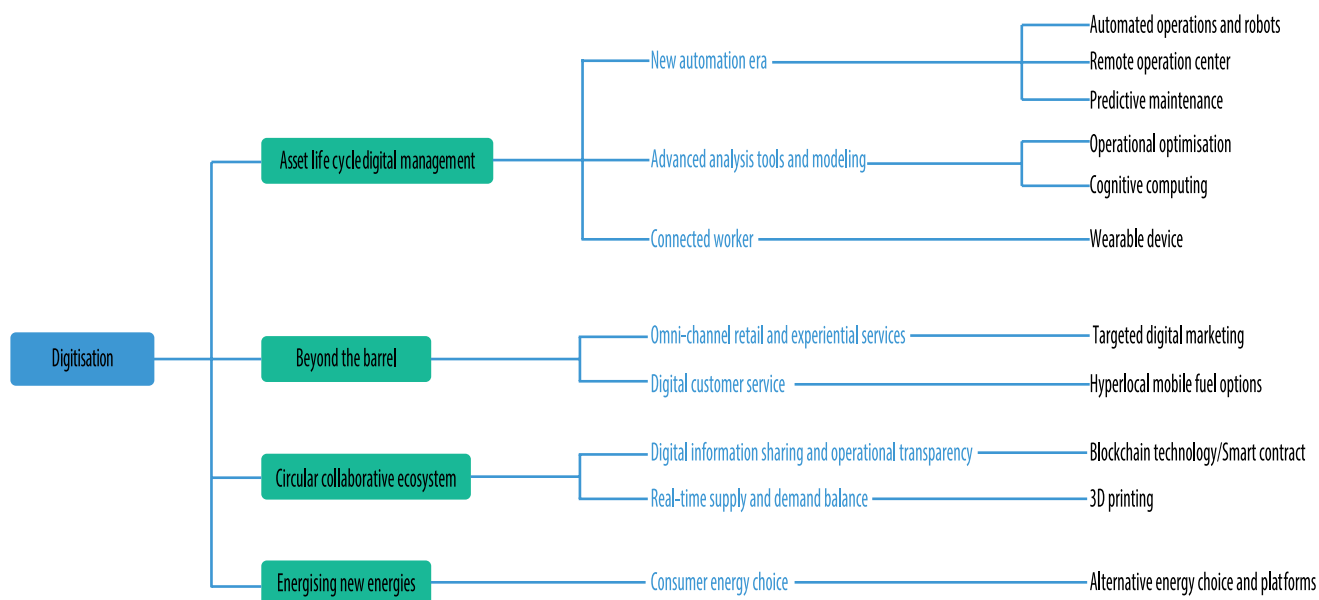 Digitisation
Asset life cycle digital management
New automation era
Automated operations and robots
Remote operation center
Predictive maintenance
Advanced analysis tools and modeling
Operational optimisation
Cognitive computing
Connected worker
Wearable device
Beyond the barrel
Omni-channel retail and experiential services
Targeted digital marketing
Digital customer service
Hyperlocal mobile fuel options
Circular collaborative ecosystem
Digital information sharing and operational transparency
Blockchain technology/Smart contract
Real-time supply and demand balance
3D printing
Energising new energies
Consumer energy choice
Alternative energy choice and platforms